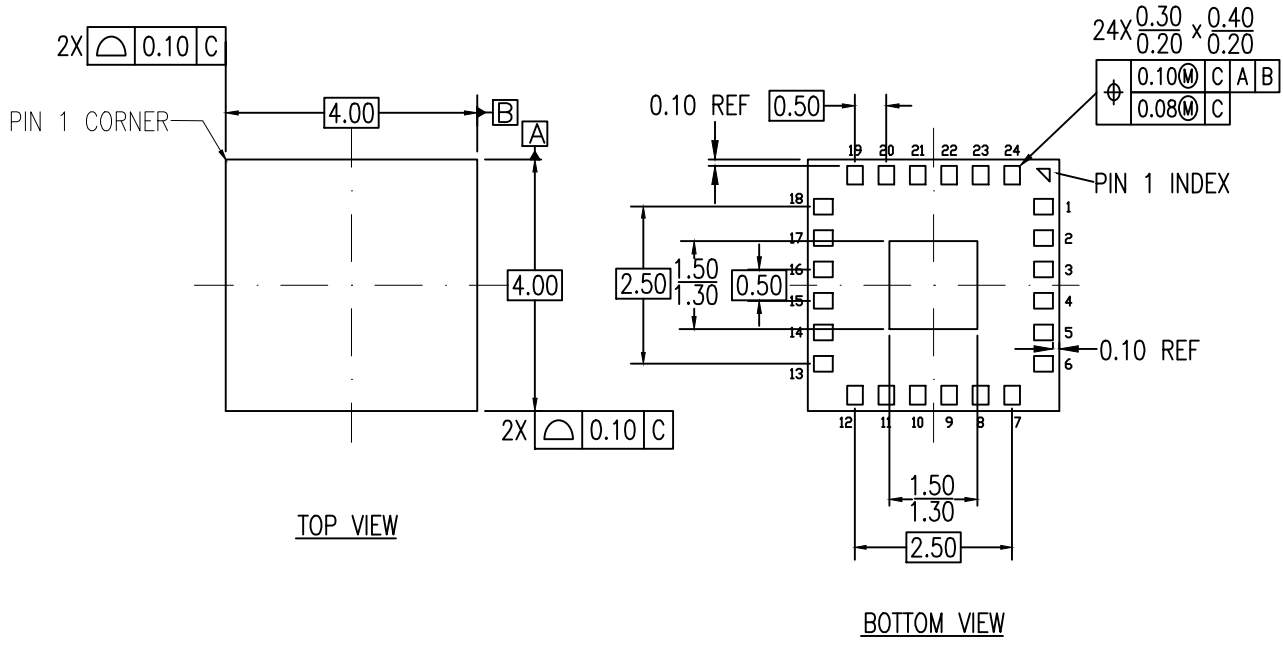 2X ⌓ 0.10 C
4.00
B
A
PIN 1 CORNER
4.00
2X ⌓ 0.10 C
TOP VIEW
24X 0.30/0.20 x 0.40/0.20
⌖ 0.10Ⓜ C A B
0.08Ⓜ C
0.10 REF
0.50
19 20 21 22 23 24
PIN 1 INDEX
18
17
16
15
14
13
1
2
3
4
5
6
2.50
1.50/1.30
0.50
0.10 REF
12 11 10 9 8 7
1.50/1.30
2.50
BOTTOM VIEW